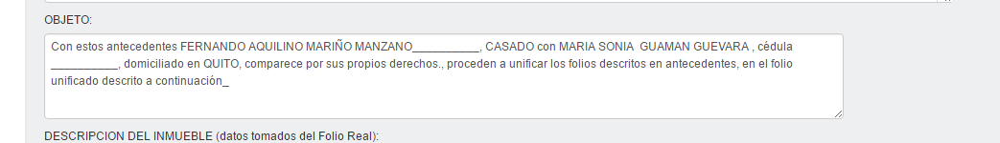 OBJETO:
Con estos antecedentes FERNANDO AQUILINO MARIÑO MANZANO__________, CASADO con MARIA SONIA  GUAMAN GUEVARA , cédula
__________, domiciliado en QUITO, comparece por sus propios derechos., proceden a unificar los folios descritos en antecedentes, en el folio
unificado descrito a continuación_
DESCRIPCION DEL INMUEBLE (datos tomados del Folio Real):